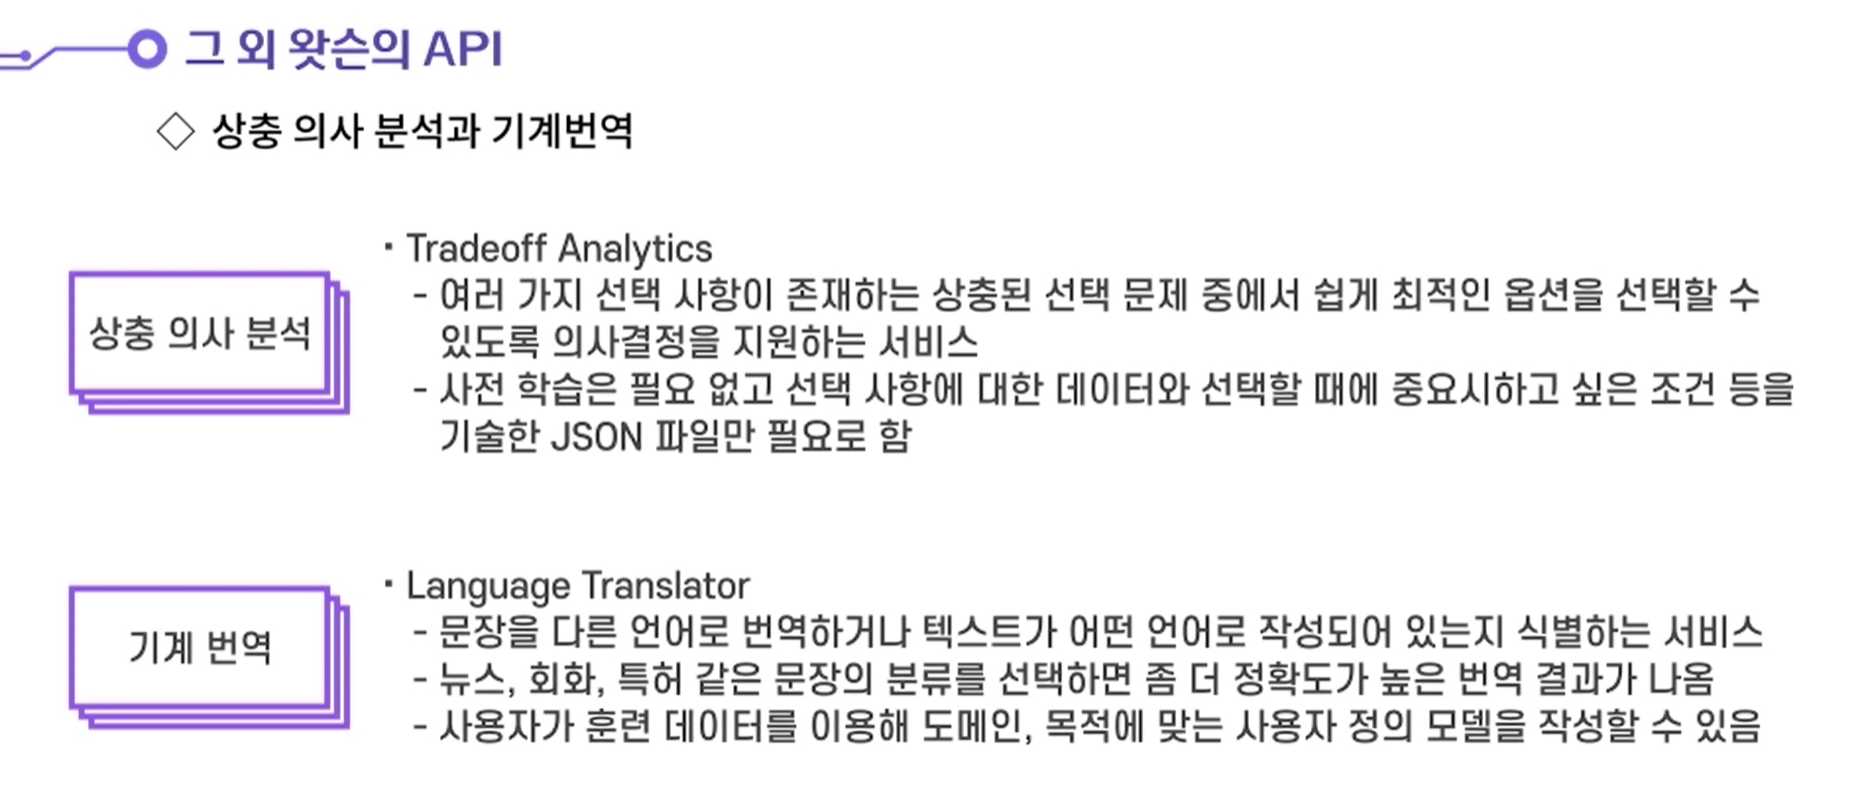 그 외 왓슨의 API
◇ 상충 의사 분석과 기계번역
상충 의사 분석
· Tradeoff Analytics
- 여러 가지 선택 사항이 존재하는 상충된 선택 문제 중에서 쉽게 최적인 옵션을 선택할 수
있도록 의사결정을 지원하는 서비스
- 사전 학습은 필요 없고 선택 사항에 대한 데이터와 선택할 때에 중요시하고 싶은 조건 등을
기술한 JSON 파일만 필요로 함
기계 번역
· Language Translator
- 문장을 다른 언어로 번역하거나 텍스트가 어떤 언어로 작성되어 있는지 식별하는 서비스
- 뉴스, 회화, 특허 같은 문장의 분류를 선택하면 좀 더 정확도가 높은 번역 결과가 나옴
- 사용자가 훈련 데이터를 이용해 도메인, 목적에 맞는 사용자 정의 모델을 작성할 수 있음